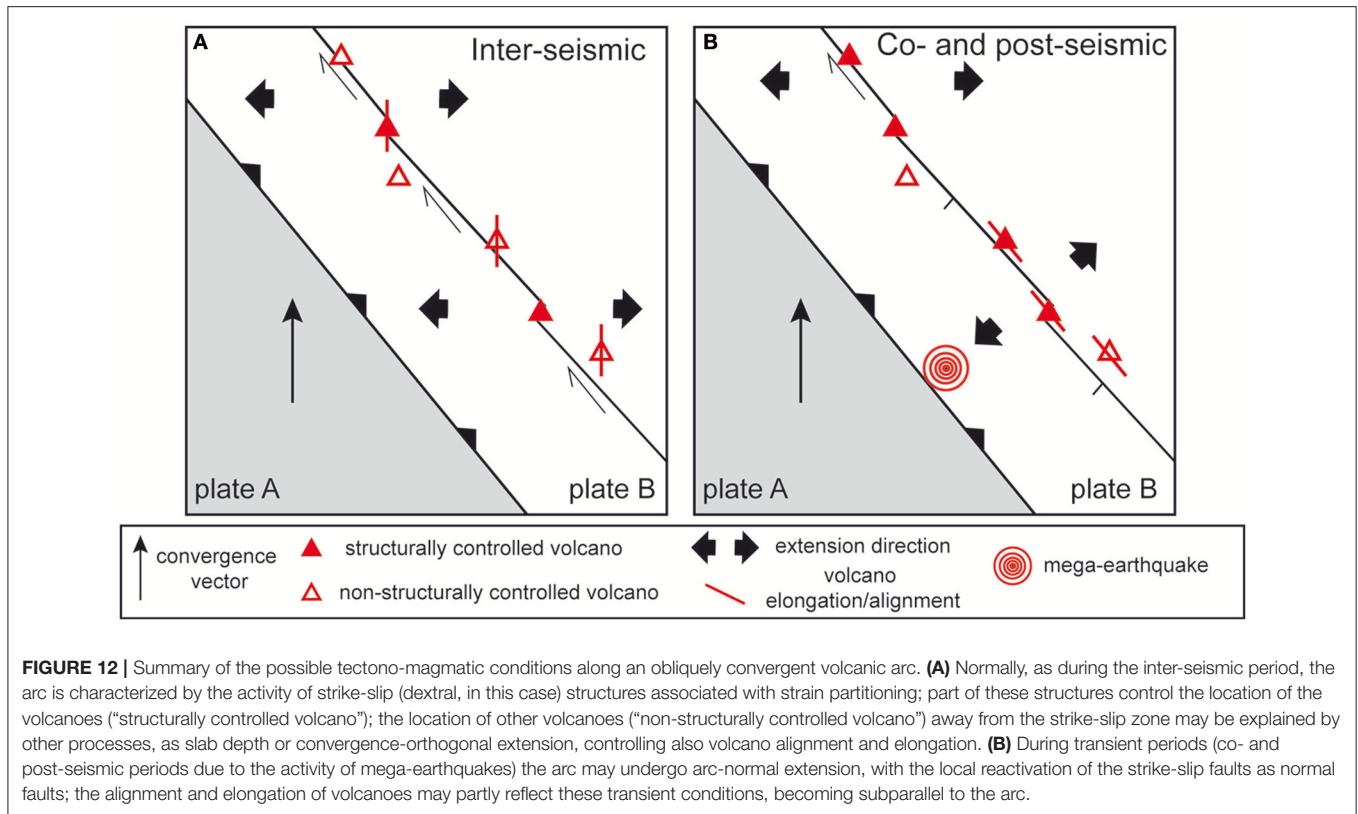 A
Inter-seismic
plate A
plate B
B
Co- and post-seismic
plate A
plate B
convergence
vector
structurally controlled volcano
non-structurally controlled volcano
extension direction
volcano
elongation/alignment
mega-earthquake
FIGURE 12 | Summary of the possible tectono-magmatic conditions along an obliquely convergent volcanic arc. (A) Normally, as during the inter-seismic period, the
arc is characterized by the activity of strike-slip (dextral, in this case) structures associated with strain partitioning; part of these structures control the location of the
volcanoes (“structurally controlled volcano”); the location of other volcanoes (“non-structurally controlled volcano”) away from the strike-slip zone may be explained by
other processes, as slab depth or convergence-orthogonal extension, controlling also volcano alignment and elongation. (B) During transient periods (co- and
post-seismic periods due to the activity of mega-earthquakes) the arc may undergo arc-normal extension, with the local reactivation of the strike-slip faults as normal
faults; the alignment and elongation of volcanoes may partly reflect these transient conditions, becoming subparallel to the arc.